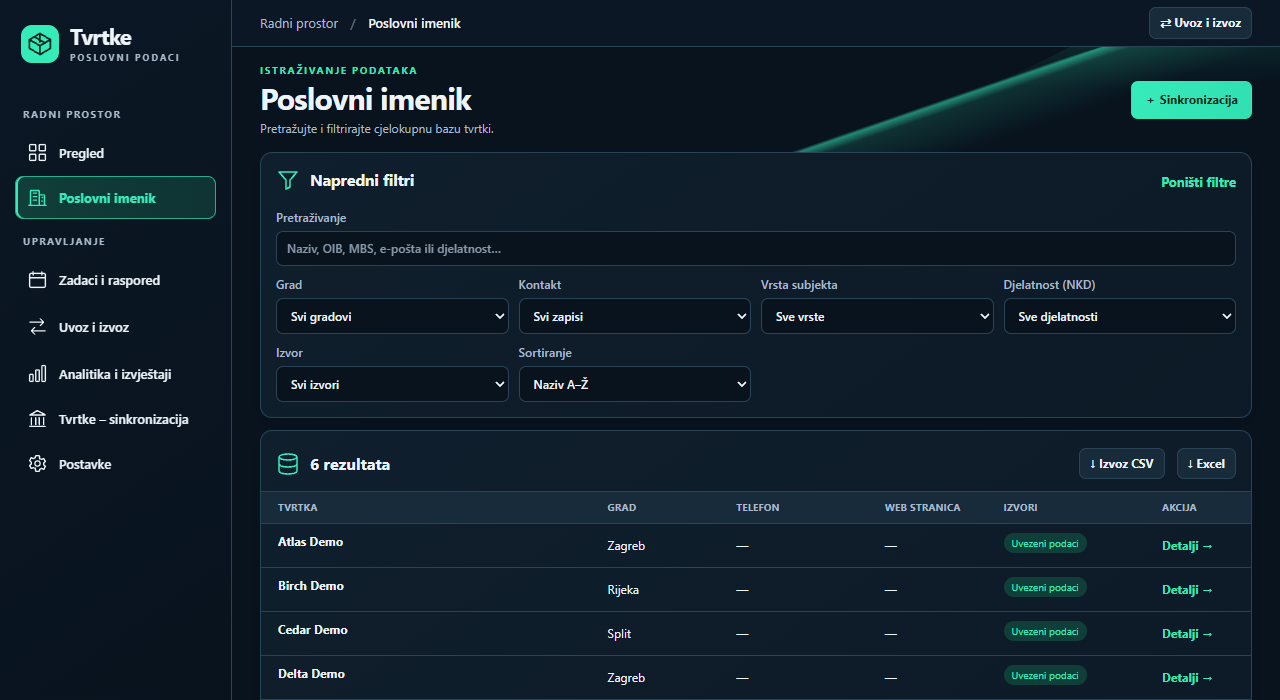 Tvrtke
POSLOVNI PODACI
RADNI PROSTOR
Pregled
Poslovni imenik
UPRAVLJANJE
Zadaci i raspored
Uvoz i izvoz
Analitika i izvještaji
Tvrtke – sinkronizacija
Postavke
Radni prostor / Poslovni imenik
⇄ Uvoz i izvoz
ISTRAŽIVANJE PODATAKA
Poslovni imenik
Pretražujte i filtrirajte cjelokupnu bazu tvrtki.
+ Sinkronizacija
Napredni filtri
Poništi filtre
Pretraživanje
Naziv, OIB, MBS, e-pošta ili djelatnost...
Grad Kontakt Vrsta subjekta Djelatnost (NKD)
Svi gradovi Svi zapisi Sve vrste Sve djelatnosti
Izvor Sortiranje
Svi izvori Naziv A–Ž
6 rezultata
↓ Izvoz CSV ↓ Excel
TVRTKA GRAD TELEFON WEB STRANICA IZVORI AKCIJA
Atlas Demo Zagreb — — Uvezeni podaci Detalji →
Birch Demo Rijeka — — Uvezeni podaci Detalji →
Cedar Demo Split — — Uvezeni podaci Detalji →
Delta Demo Zagreb — — Uvezeni podaci Detalji →